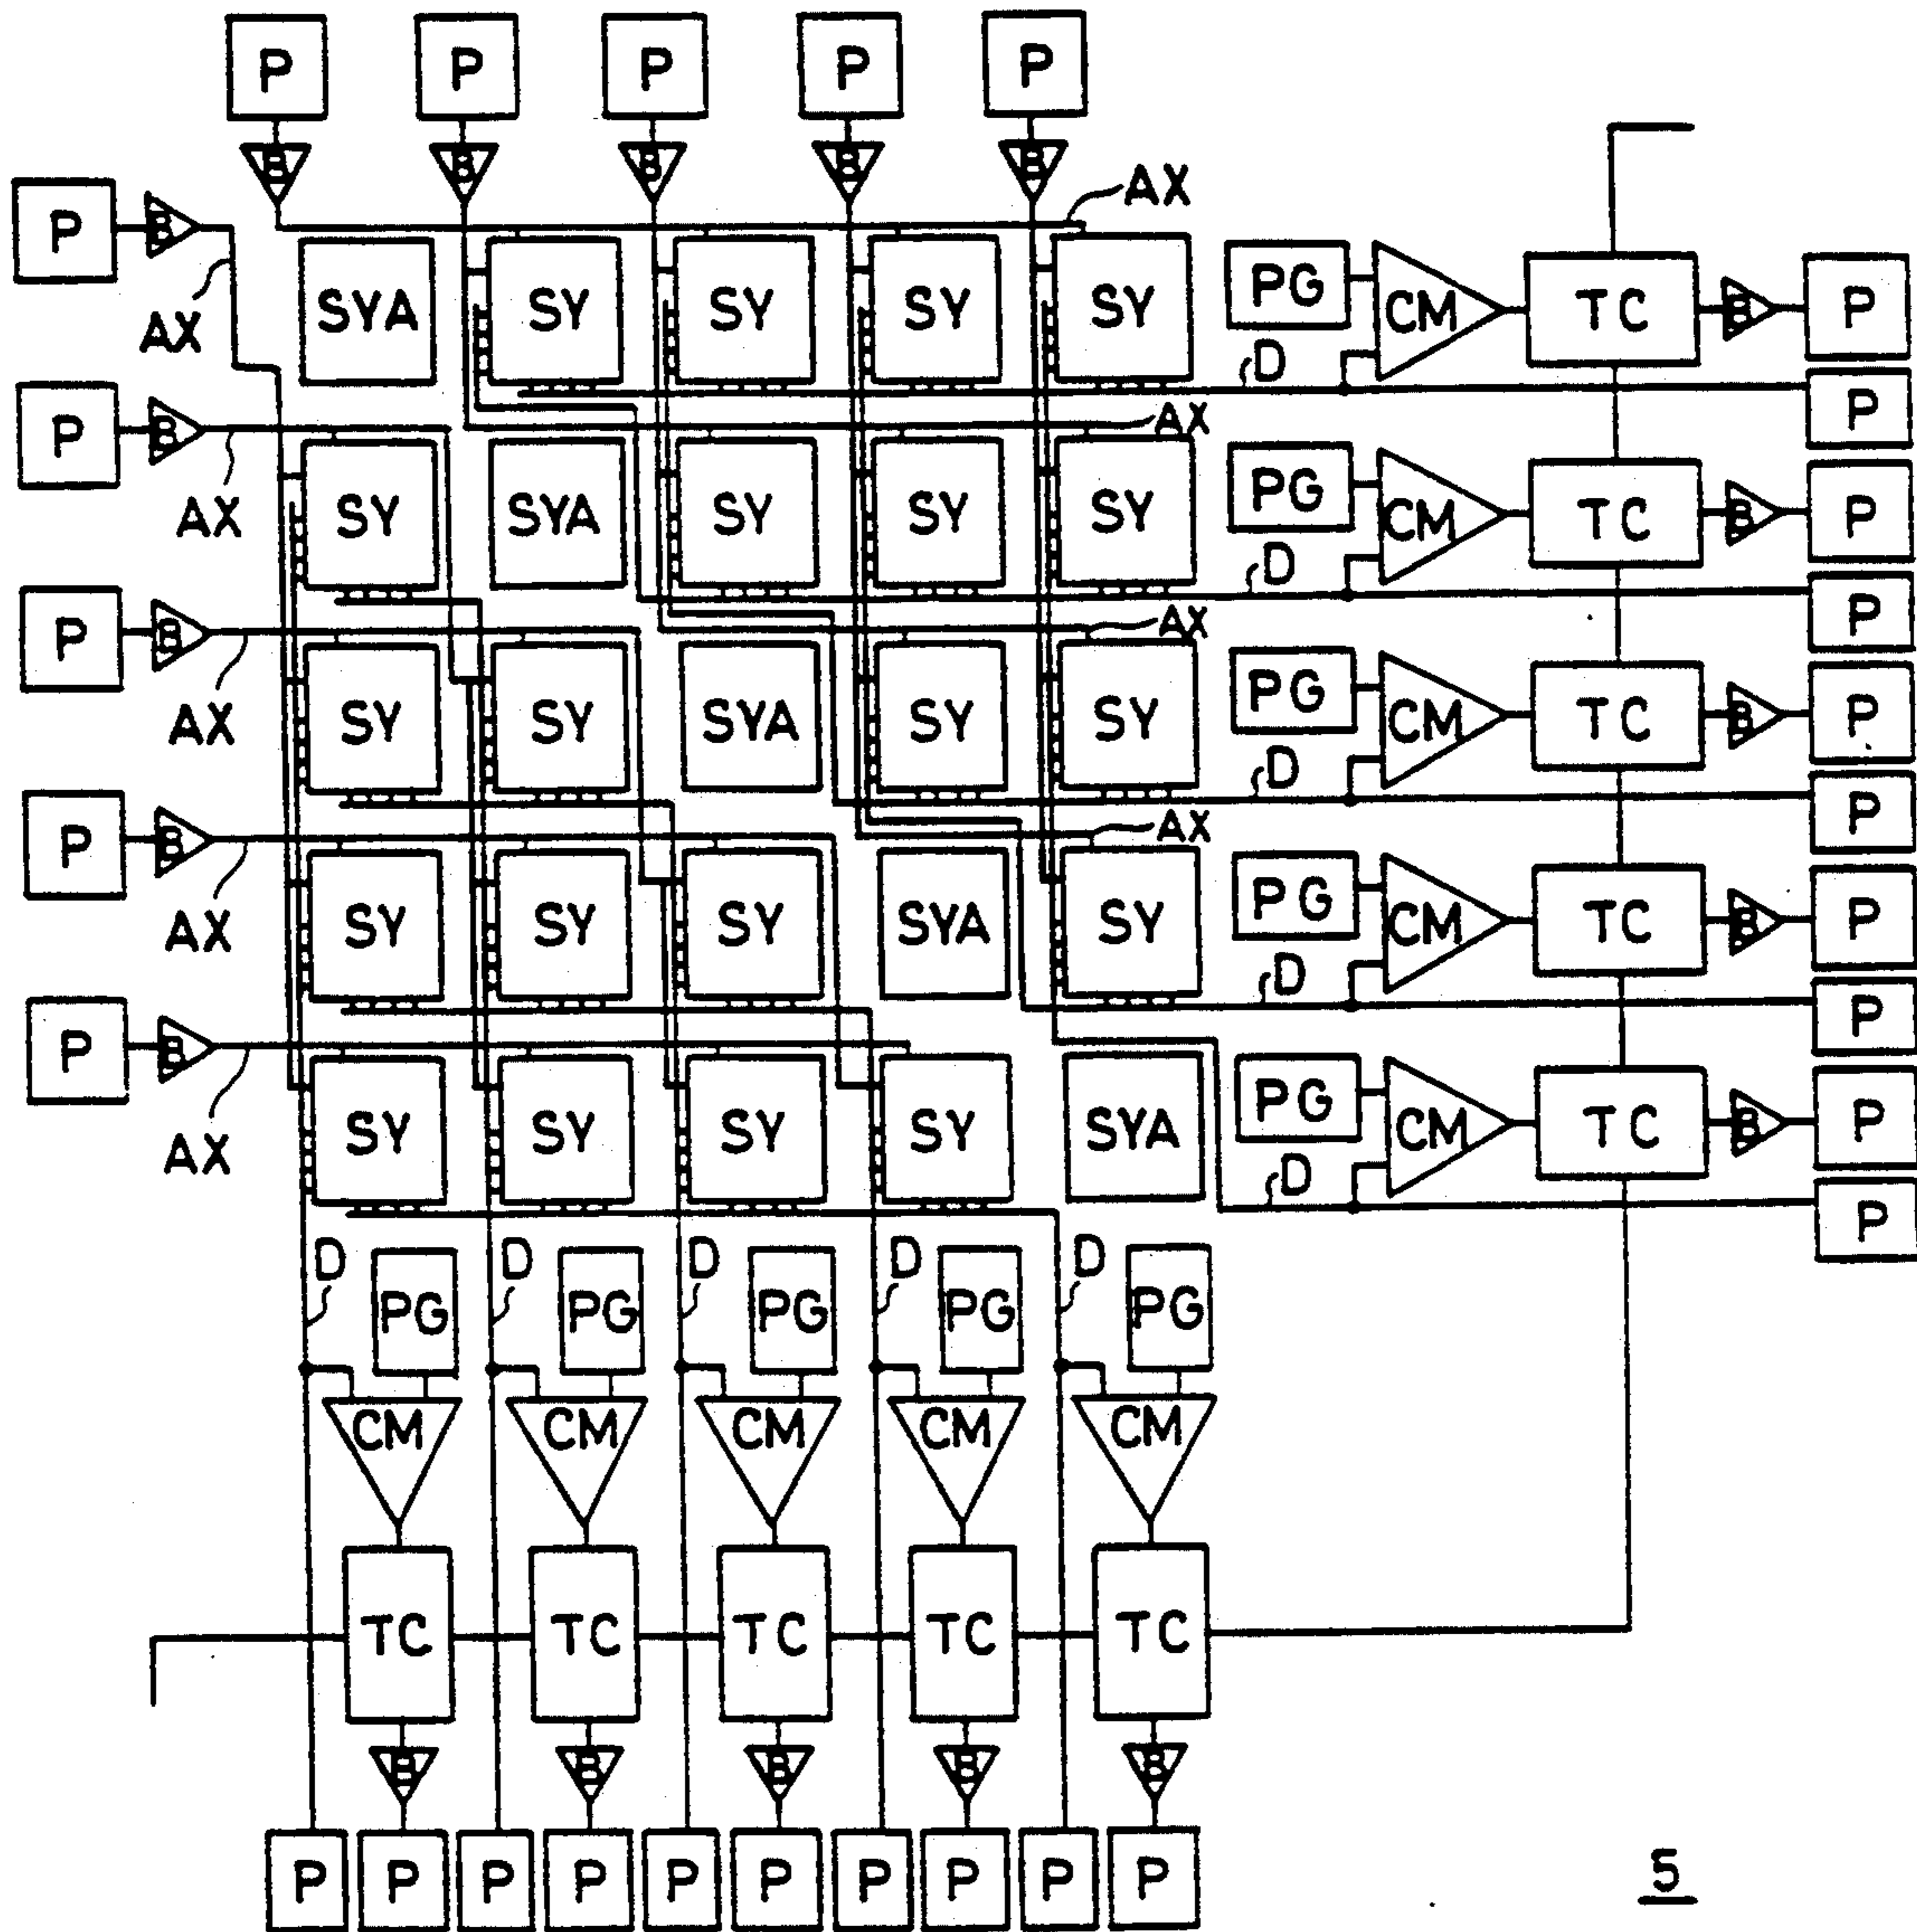 P P P P P
B B B B B
AX
P B
AX
SYA SY SY SY SY PG CM TC B P
D
P
AX
P B
AX
SY SYA SY SY SY PG CM TC B P
D
P
AX
P B
AX
SY SY SYA SY SY PG CM TC B P
D
P
AX
P B
AX
SY SY SY SYA SY PG CM TC B P
D
P
P B
AX
SY SY SY SY SYA PG CM TC B P
D
P
D D D D D
PG PG PG PG PG
CM CM CM CM CM
TC TC TC TC TC
B B B B B
P P P P P P P P P P
5